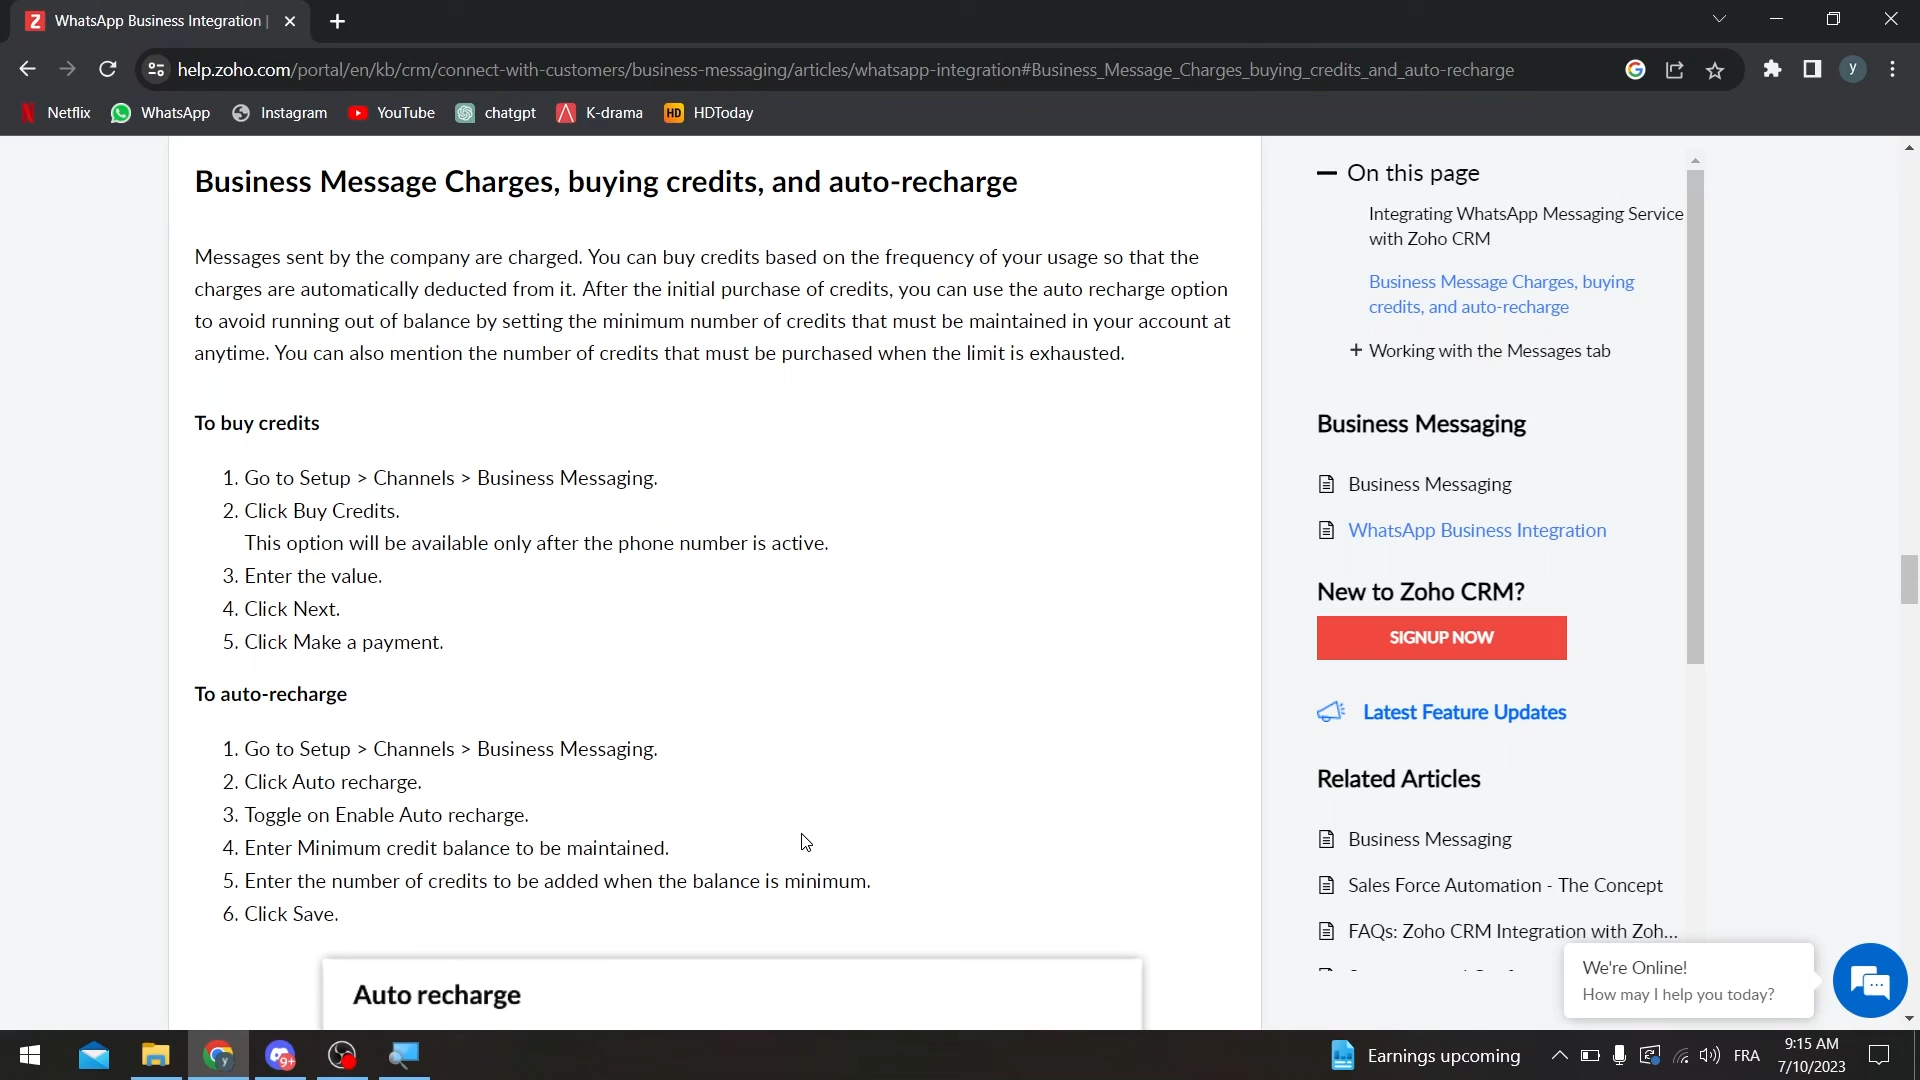 WhatsApp Business Integration |
help.zoho.com/portal/en/kb/crm/connect-with-customers/business-messaging/articles/whatsapp-integration#Business_Message_Charges_buying_credits_and_auto-recharge
y
Netflix WhatsApp Instagram YouTube chatgpt K-drama HD HDToday
Business Message Charges, buying credits, and auto-recharge
Messages sent by the company are charged. You can buy credits based on the frequency of your usage so that the
charges are automatically deducted from it. After the initial purchase of credits, you can use the auto recharge option
to avoid running out of balance by setting the minimum number of credits that must be maintained in your account at
anytime. You can also mention the number of credits that must be purchased when the limit is exhausted.
To buy credits
1. Go to Setup > Channels > Business Messaging.
2. Click Buy Credits.
This option will be available only after the phone number is active.
3. Enter the value.
4. Click Next.
5. Click Make a payment.
To auto-recharge
1. Go to Setup > Channels > Business Messaging.
2. Click Auto recharge.
3. Toggle on Enable Auto recharge.
4. Enter Minimum credit balance to be maintained.
5. Enter the number of credits to be added when the balance is minimum.
6. Click Save.
Auto recharge
On this page
Integrating WhatsApp Messaging Service
with Zoho CRM
Business Message Charges, buying
credits, and auto-recharge
+ Working with the Messages tab
Business Messaging
Business Messaging
WhatsApp Business Integration
New to Zoho CRM?
SIGNUP NOW
Latest Feature Updates
Related Articles
Business Messaging
Sales Force Automation - The Concept
FAQs: Zoho CRM Integration with Zoh...
We're Online!
How may I help you today?
9+
Earnings upcoming
FRA
9:15 AM
7/10/2023